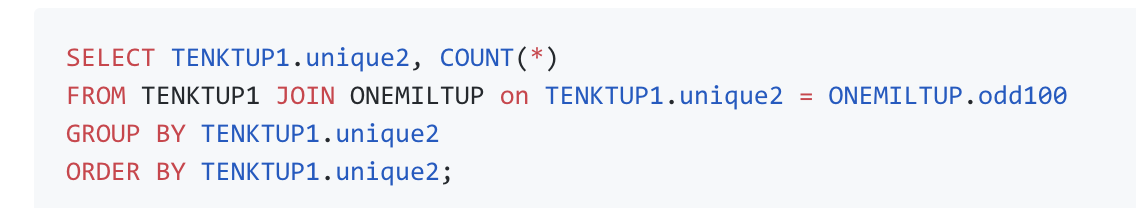 SELECT TENKTUP1.unique2, COUNT(*)
FROM TENKTUP1 JOIN ONEMILTUP on TENKTUP1.unique2 = ONEMILTUP.odd100
GROUP BY TENKTUP1.unique2
ORDER BY TENKTUP1.unique2;